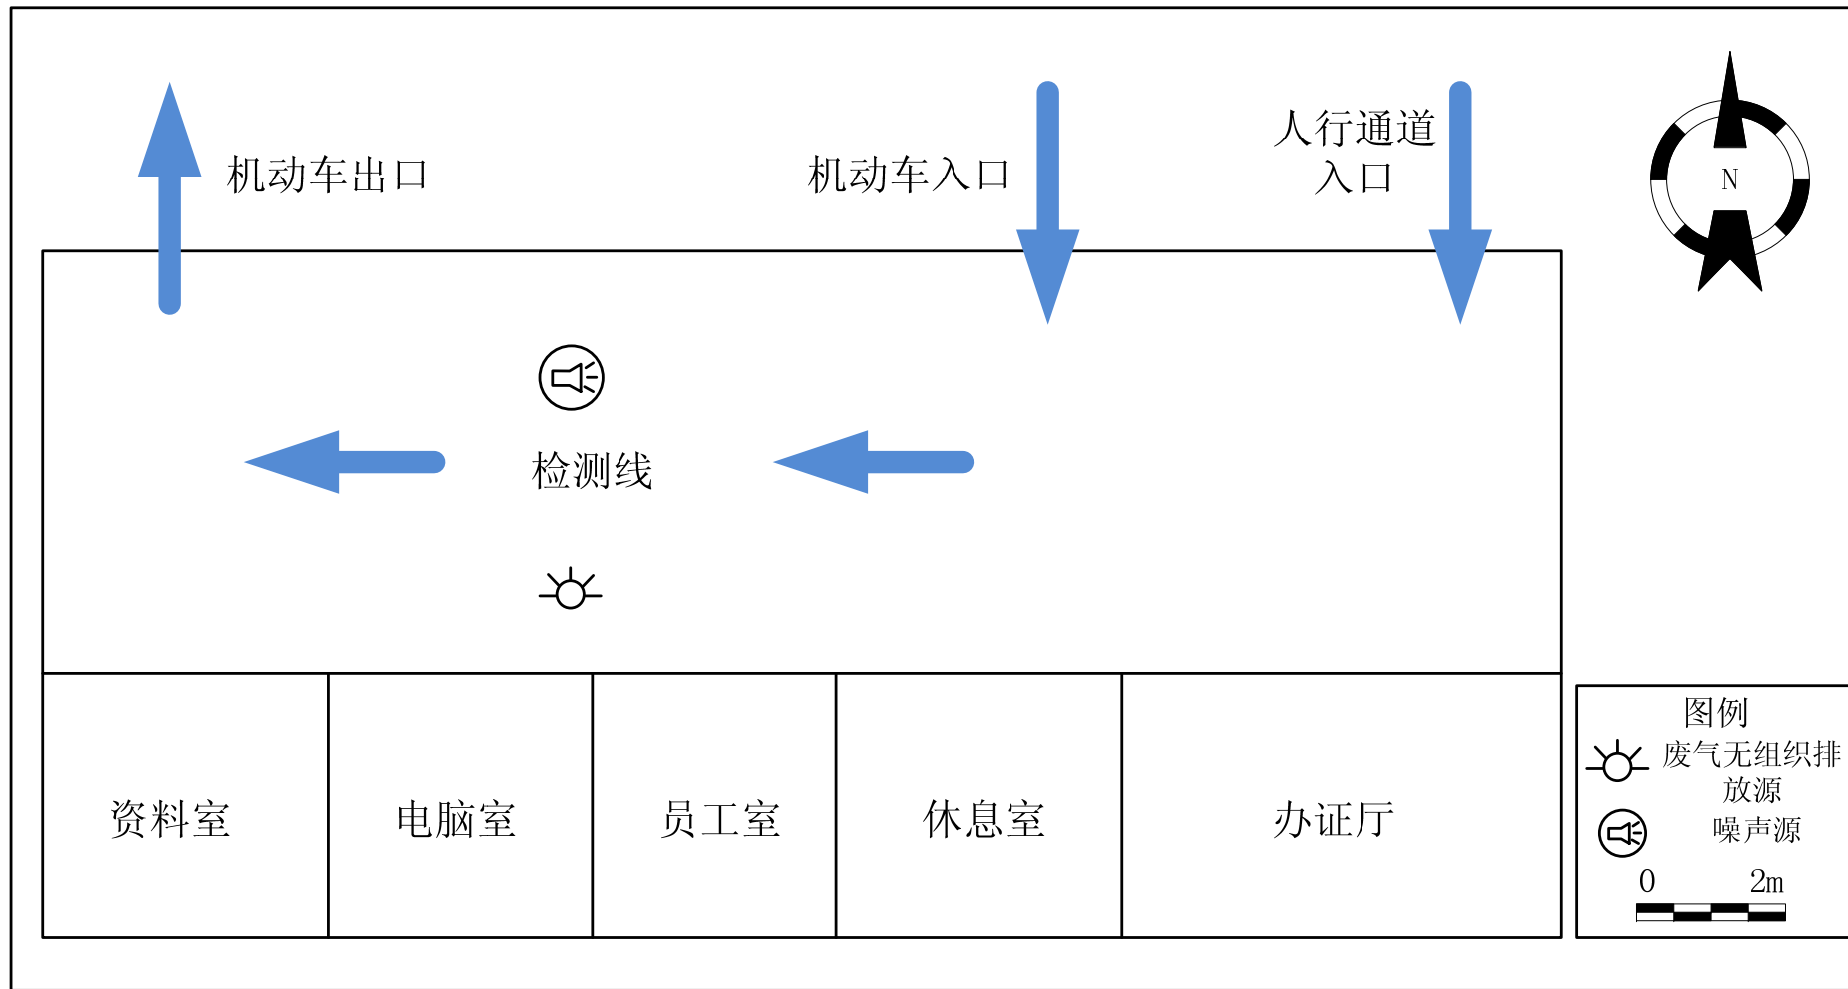 机动车出口
机动车入口
人行通道
入口
N
检测线
资料室
电脑室
员工室
休息室
办证厅
图例
废气无组织排
放源
噪声源
0 2m